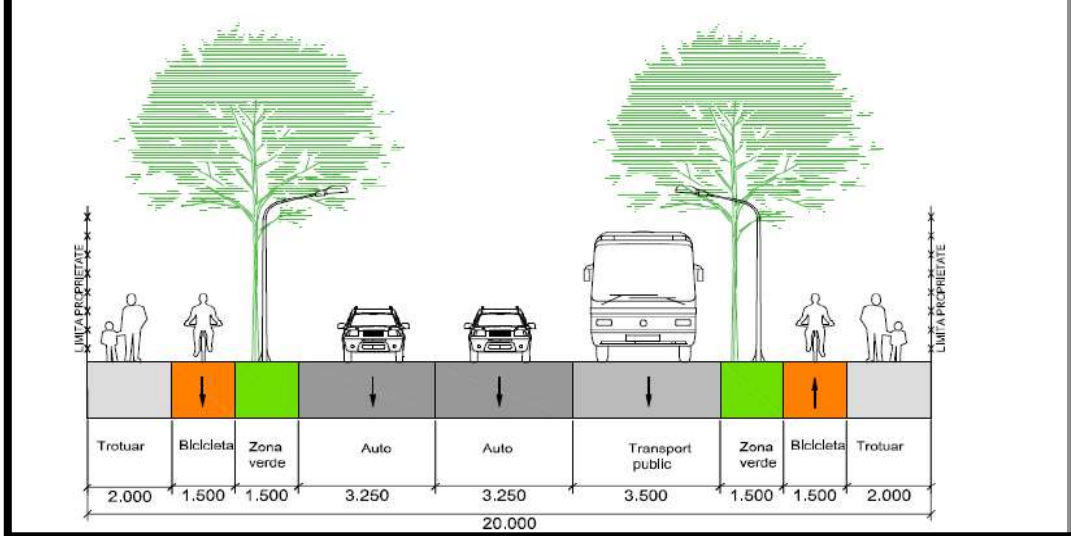 LIMITA PROPRIETATE
LIMITA PROPRIETATE
Trotuar
Bicicleta
Zona
verde
Auto
Auto
Transport
public
Zona
verde
Bicicleta
Trotuar
2.000
1.500
1.500
3.250
3.250
3.500
1.500
1.500
2.000
20.000